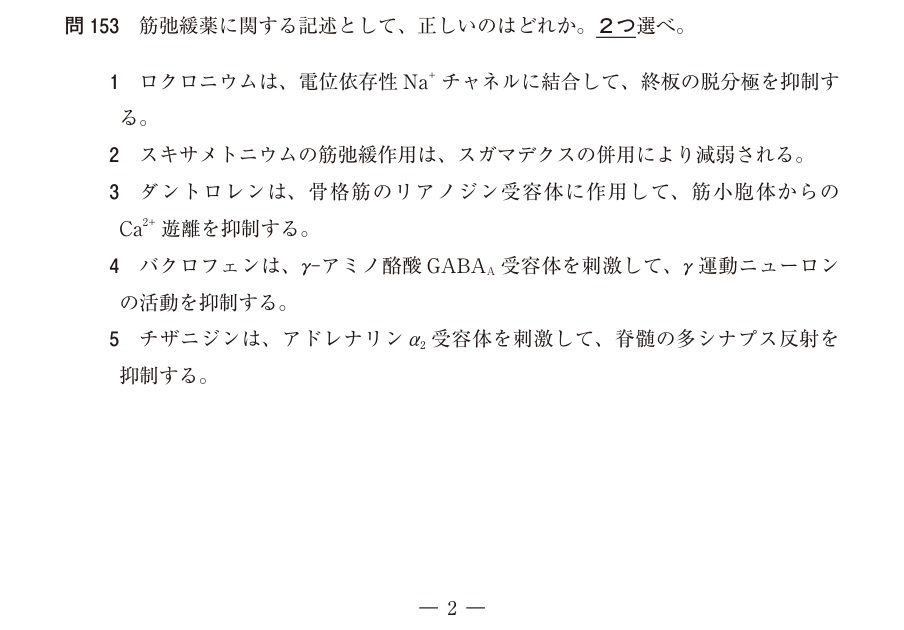 問 153　筋弛緩薬に関する記述として、正しいのはどれか。２つ選べ。
1　ロクロニウムは、電位依存性 Na⁺ チャネルに結合して、終板の脱分極を抑制す
る。
2　スキサメトニウムの筋弛緩作用は、スガマデクスの併用により減弱される。
3　ダントロレンは、骨格筋のリアノジン受容体に作用して、筋小胞体からの
Ca²⁺ 遊離を抑制する。
4　バクロフェンは、γ-アミノ酪酸 GABA_A 受容体を刺激して、γ 運動ニューロン
の活動を抑制する。
5　チザニジンは、アドレナリン α₂ 受容体を刺激して、脊髄の多シナプス反射を
抑制する。
— 2 —